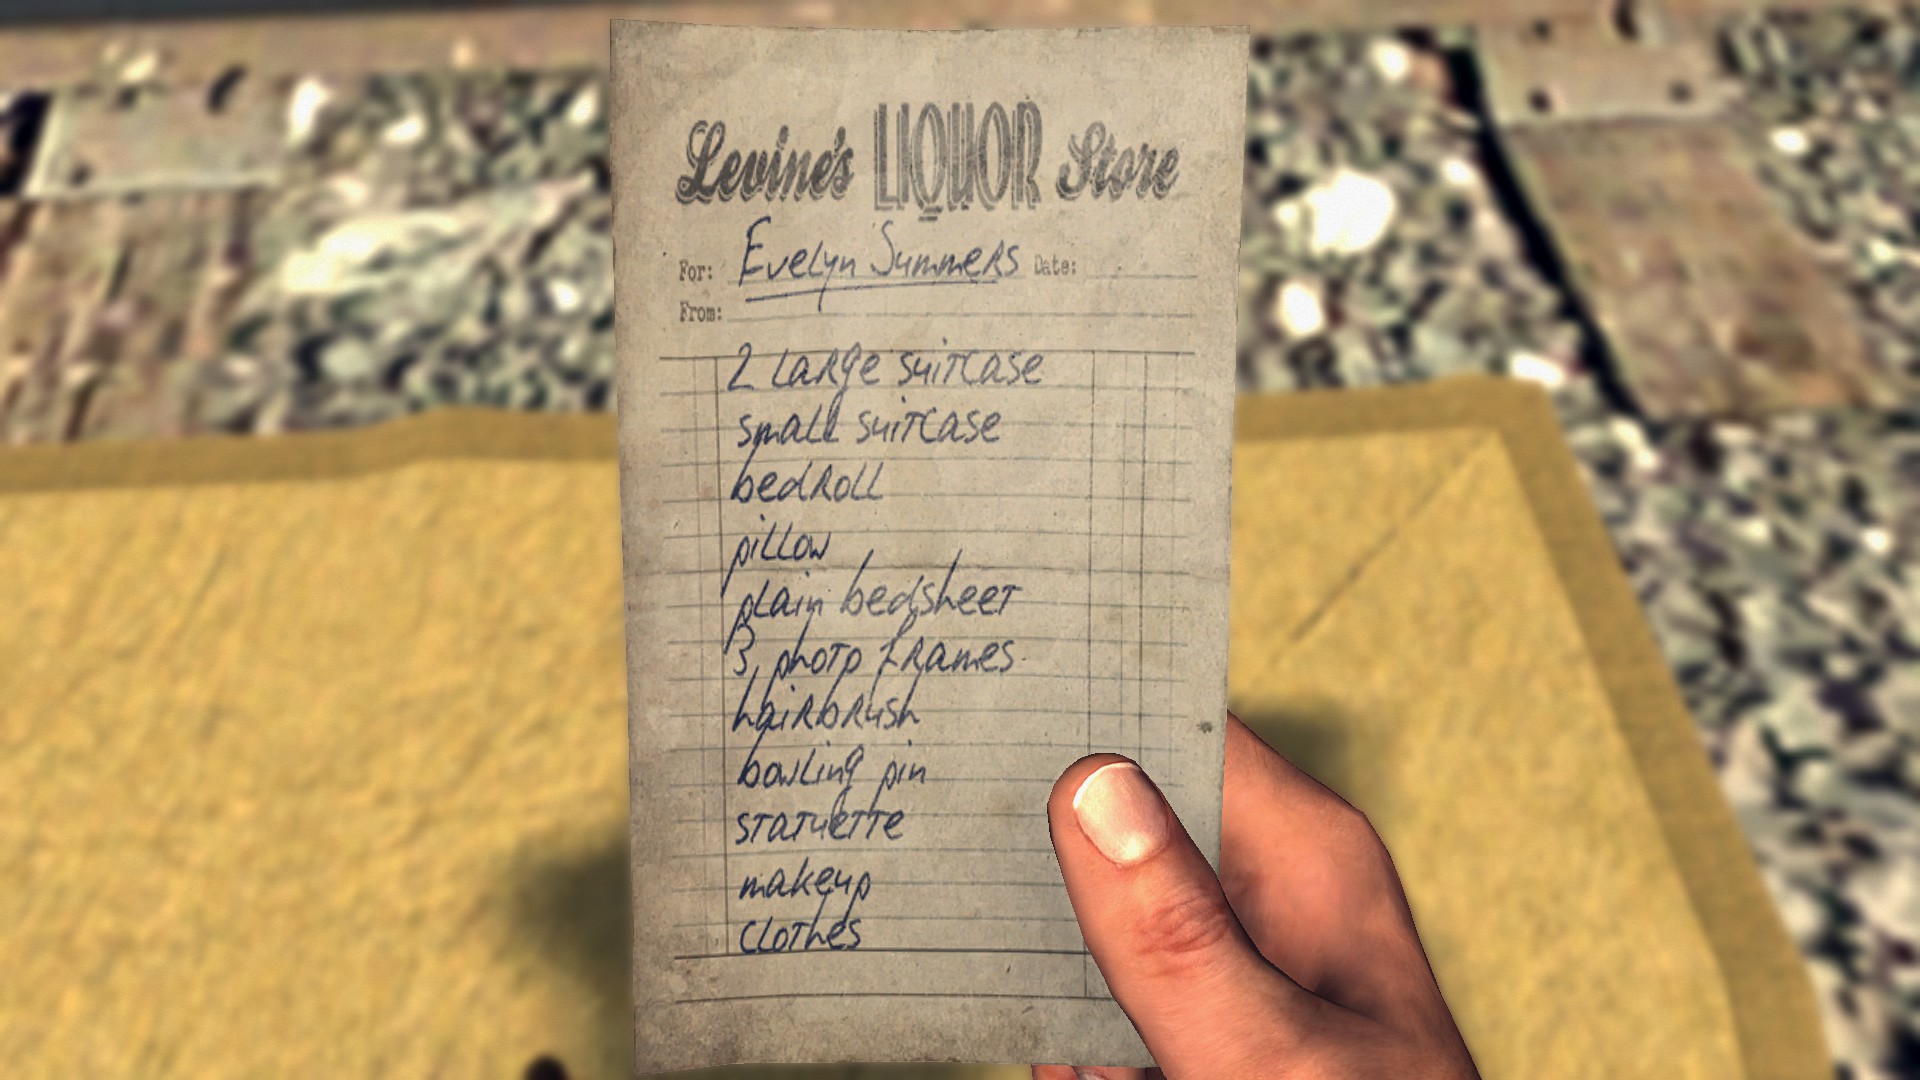 Levine's LIQUOR Store
For: Evelyn Summers Date:
From:
2 large suitcase
small suitcase
bedroll
pillow
plain bedsheet
3 photo frames
hairbrush
bowling pin
statuette
makeup
clothes